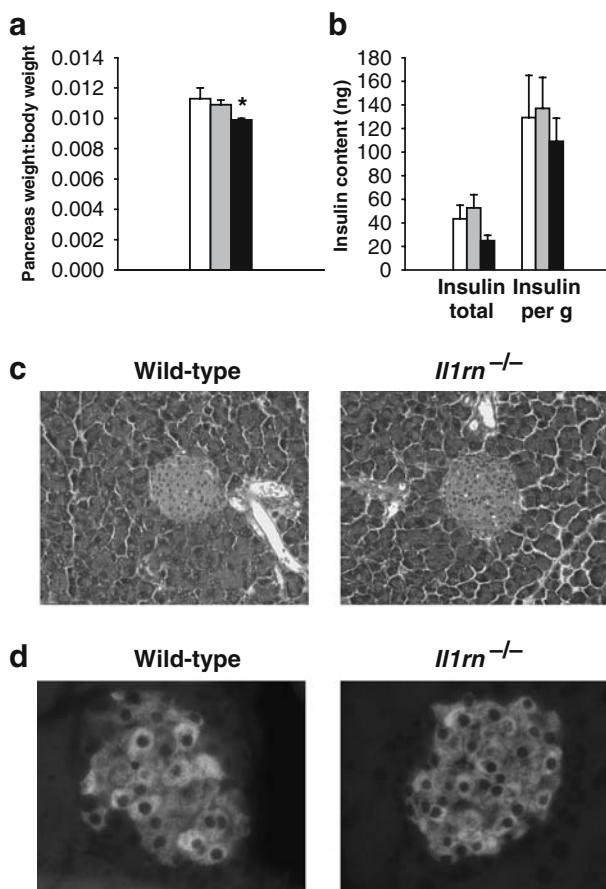 a
Pancreas weight:body weight
0.014
0.012
0.010
0.008
0.006
0.004
0.002
0.000
*
b
Insulin content (ng)
180
160
140
120
100
80
60
40
20
0
Insulin total
Insulin per g
c
Wild-type
Il1rn –/–
d
Wild-type
Il1rn –/–